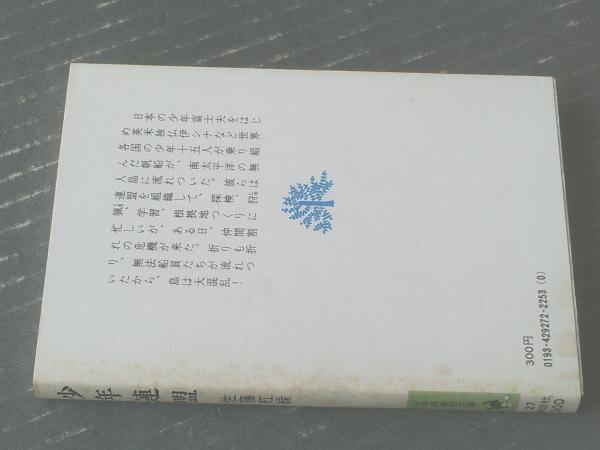 日本の少年富士夫をはじ
め英米独仏伊シナなど世界
各国の少年十五人が乗り組
んだ帆船が、南太平洋の無
人島に流れついた。彼らは
連盟を組織して、探検、狩
猟、学習、根拠地つくりに
忙しいが、ある日、仲間割
れの危機が来た。折りも折
り、無法船員たちが流れつ
いたから、島は大混乱！
300円
0193-429272-2253 (0)
少年連盟
佐藤紅緑
27
300